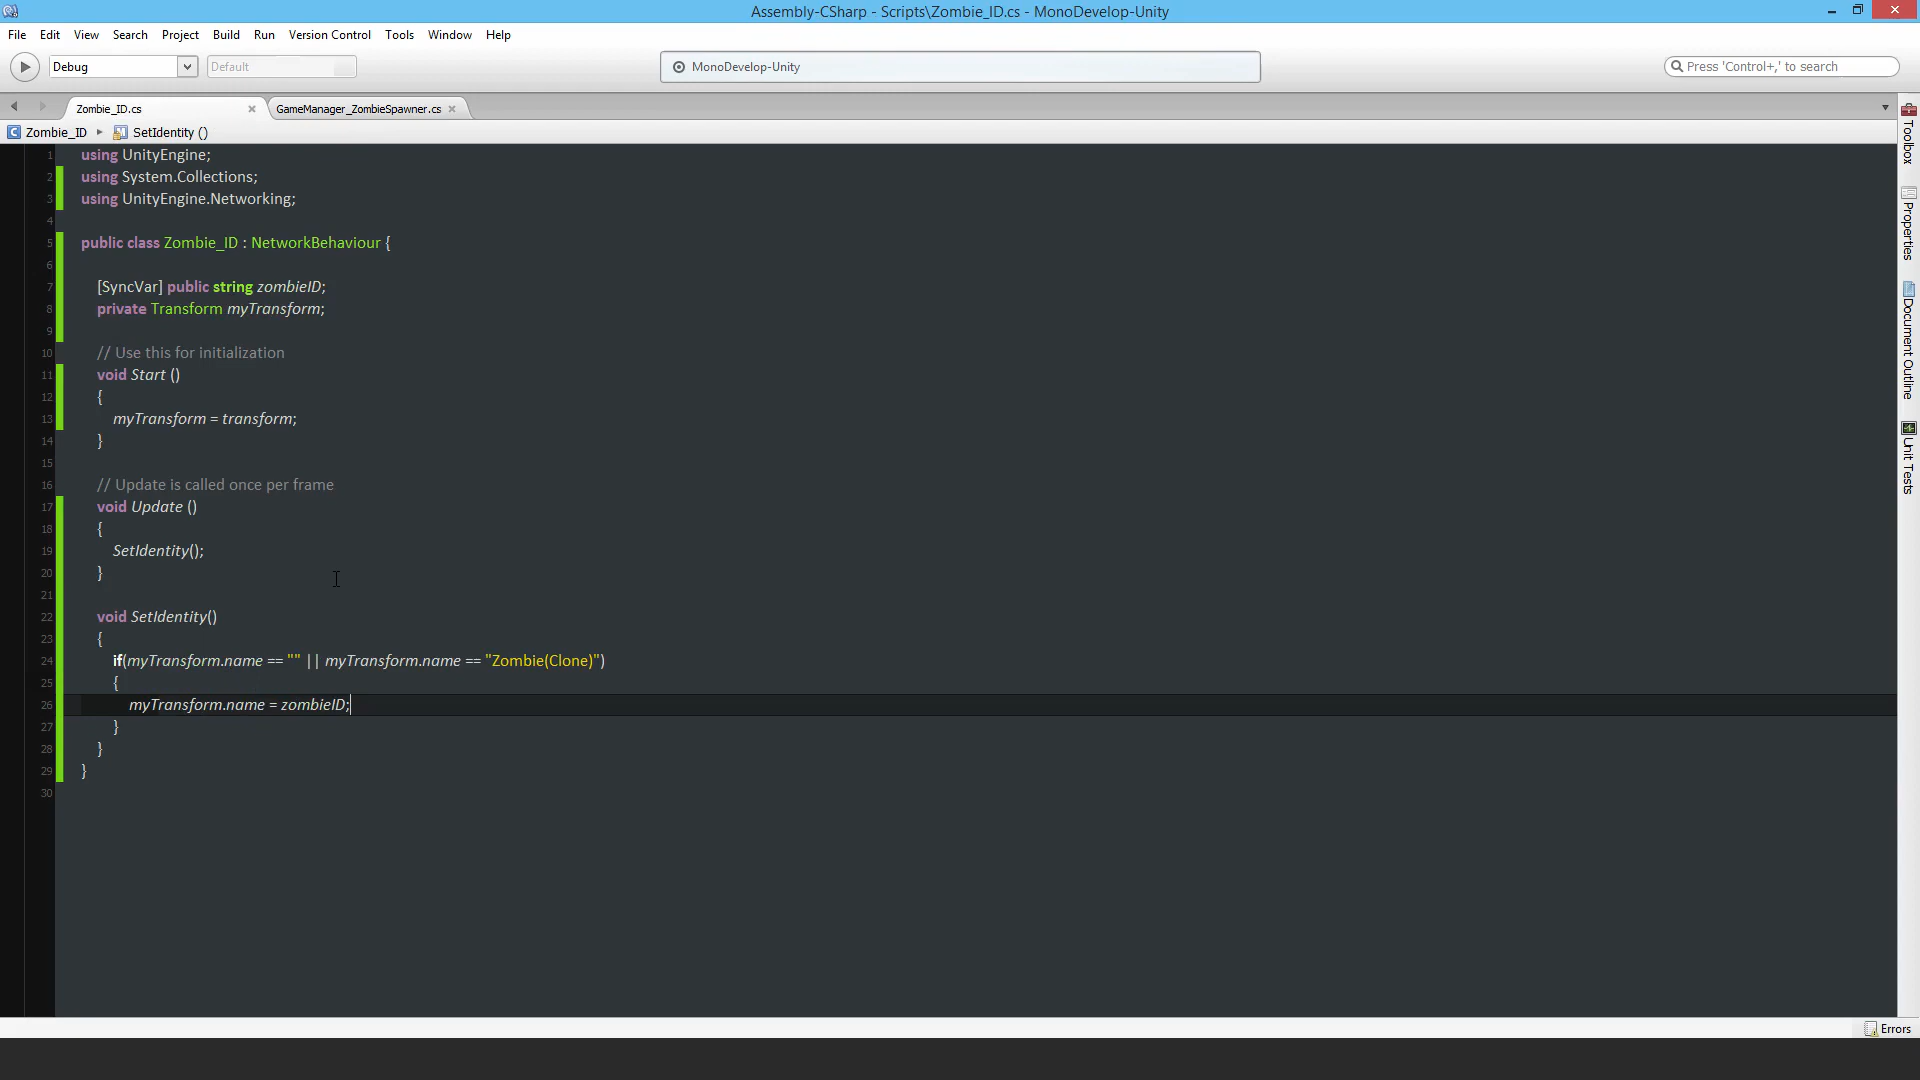 Assembly-CSharp - Scripts\Zombie_ID.cs - MonoDevelop-Unity
File Edit View Search Project Build Run Version Control Tools Window Help
Debug Default MonoDevelop-Unity Press 'Control+,' to search
Zombie_ID.cs GameManager_ZombieSpawner.cs
Zombie_ID SetIdentity ()
1 using UnityEngine;
2 using System.Collections;
3 using UnityEngine.Networking;
4
5 public class Zombie_ID : NetworkBehaviour {
6
7 [SyncVar] public string zombieID;
8 private Transform myTransform;
9
10 // Use this for initialization
11 void Start ()
12 {
13 myTransform = transform;
14 }
15
16 // Update is called once per frame
17 void Update ()
18 {
19 SetIdentity();
20 }
21
22 void SetIdentity()
23 {
24 if(myTransform.name == "" || myTransform.name == "Zombie(Clone)")
25 {
26 myTransform.name = zombieID;
27 }
28 }
29 }
30
Toolbox
Properties
Document Outline
Unit Tests
Errors